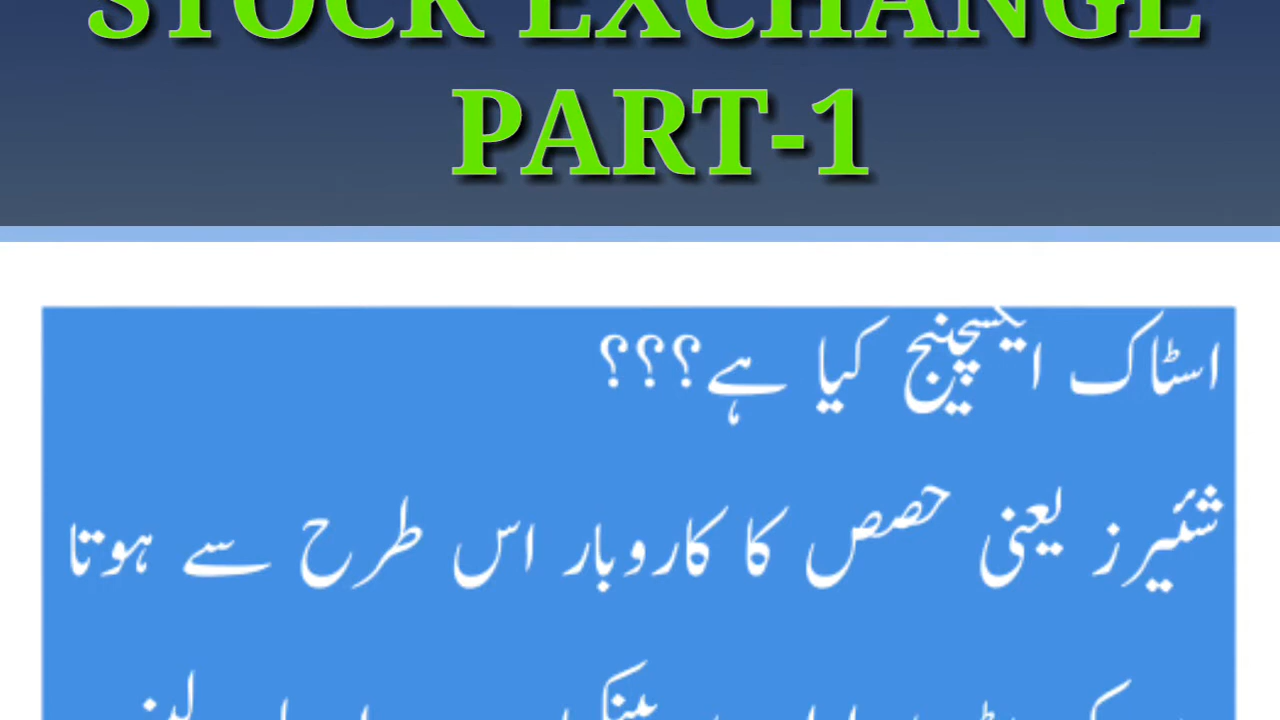 STOCK EXCHANGE
PART-1
اسٹاک ایکسچینج کیا ہے؟؟؟
شئیرز یعنی حصص کا کاروبار اس طرح سے ہوتا